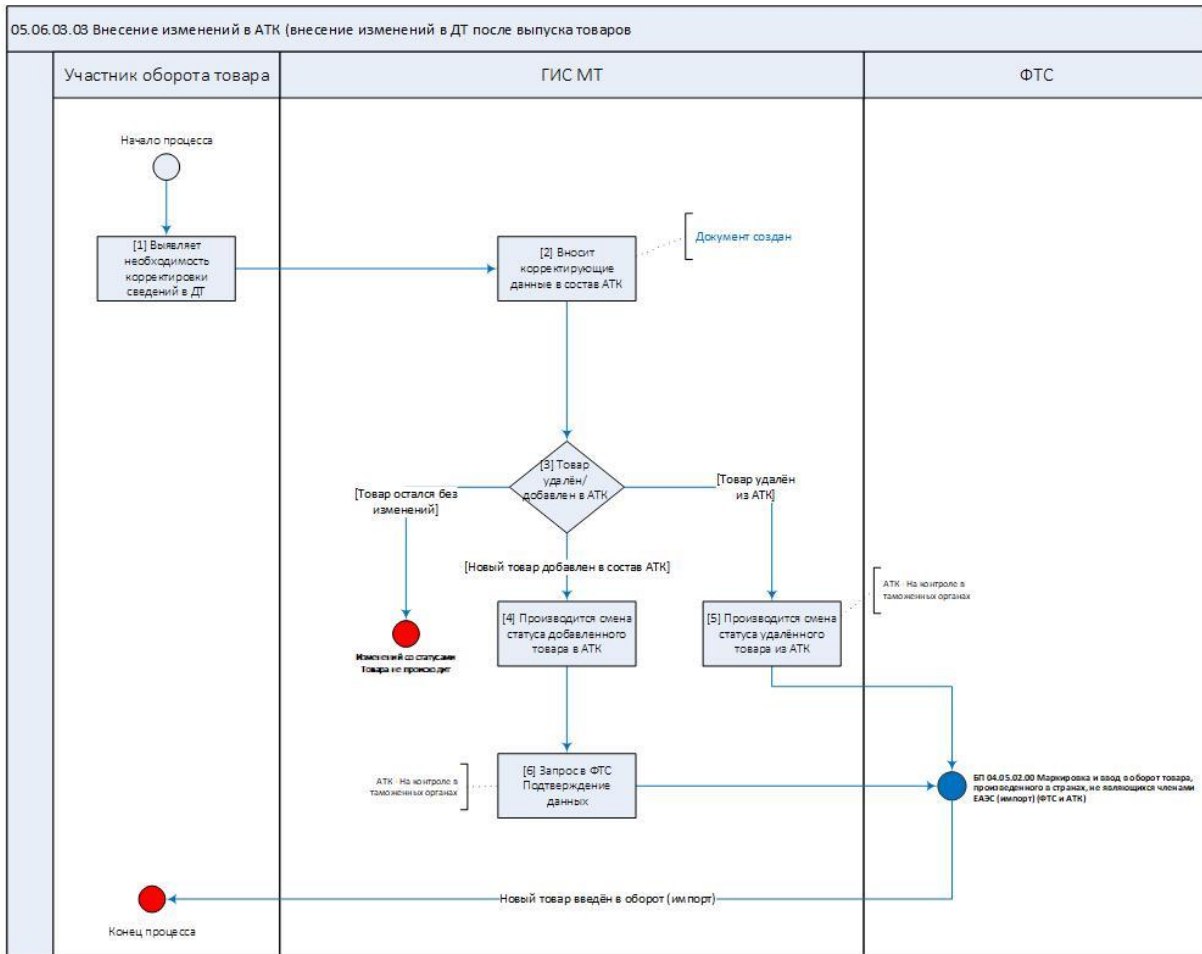 05.06.03.03 Внесение изменений в АТК (внесение изменений в ДТ после выпуска товаров
Участник оборота товара
ГИС МТ
ФТС
Начало процесса
[1] Выявляет
необходимость
корректировки
сведений в ДТ
[2] Вносит
корректирующие
данные в состав АТК
Документ создан
[3] Товар
удалён/
добавлен в АТК
[Товар остался без
изменений]
[Товар удалён
из АТК]
[Новый товар добавлен в состав АТК]
АТК - На контроле в
таможенных органах
[4] Производится смена
статуса добавленного
товара в АТК
[5] Производится смена
статуса удалённого
товара из АТК
Изменений со статусами
Товара не происходит
[6] Запрос в ФТС
Подтверждение
данных
АТК - На контроле в
таможенных органах
БП 04.05.02.00 Маркировка и ввод в оборот товара,
произведенного в странах, не являющихся членами
ЕАЭС (импорт) (ФТС и АТК)
Новый товар введён в оборот (импорт)
Конец процесса